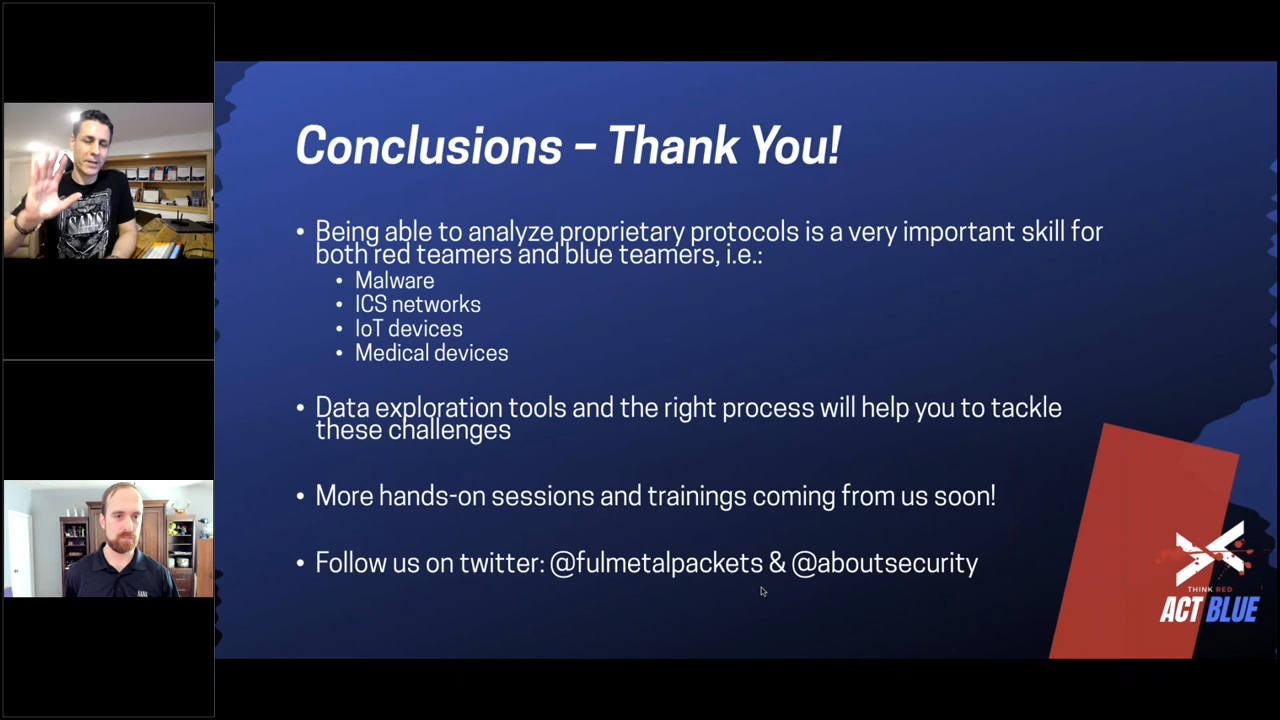 Conclusions – Thank You!
• Being able to analyze proprietary protocols is a very important skill for
both red teamers and blue teamers, i.e.:
• Malware
• ICS networks
• IoT devices
• Medical devices
• Data exploration tools and the right process will help you to tackle
these challenges
• More hands-on sessions and trainings coming from us soon!
• Follow us on twitter: @fulmetalpackets & @aboutsecurity
THINK RED
ACT BLUE
SANS
SANS